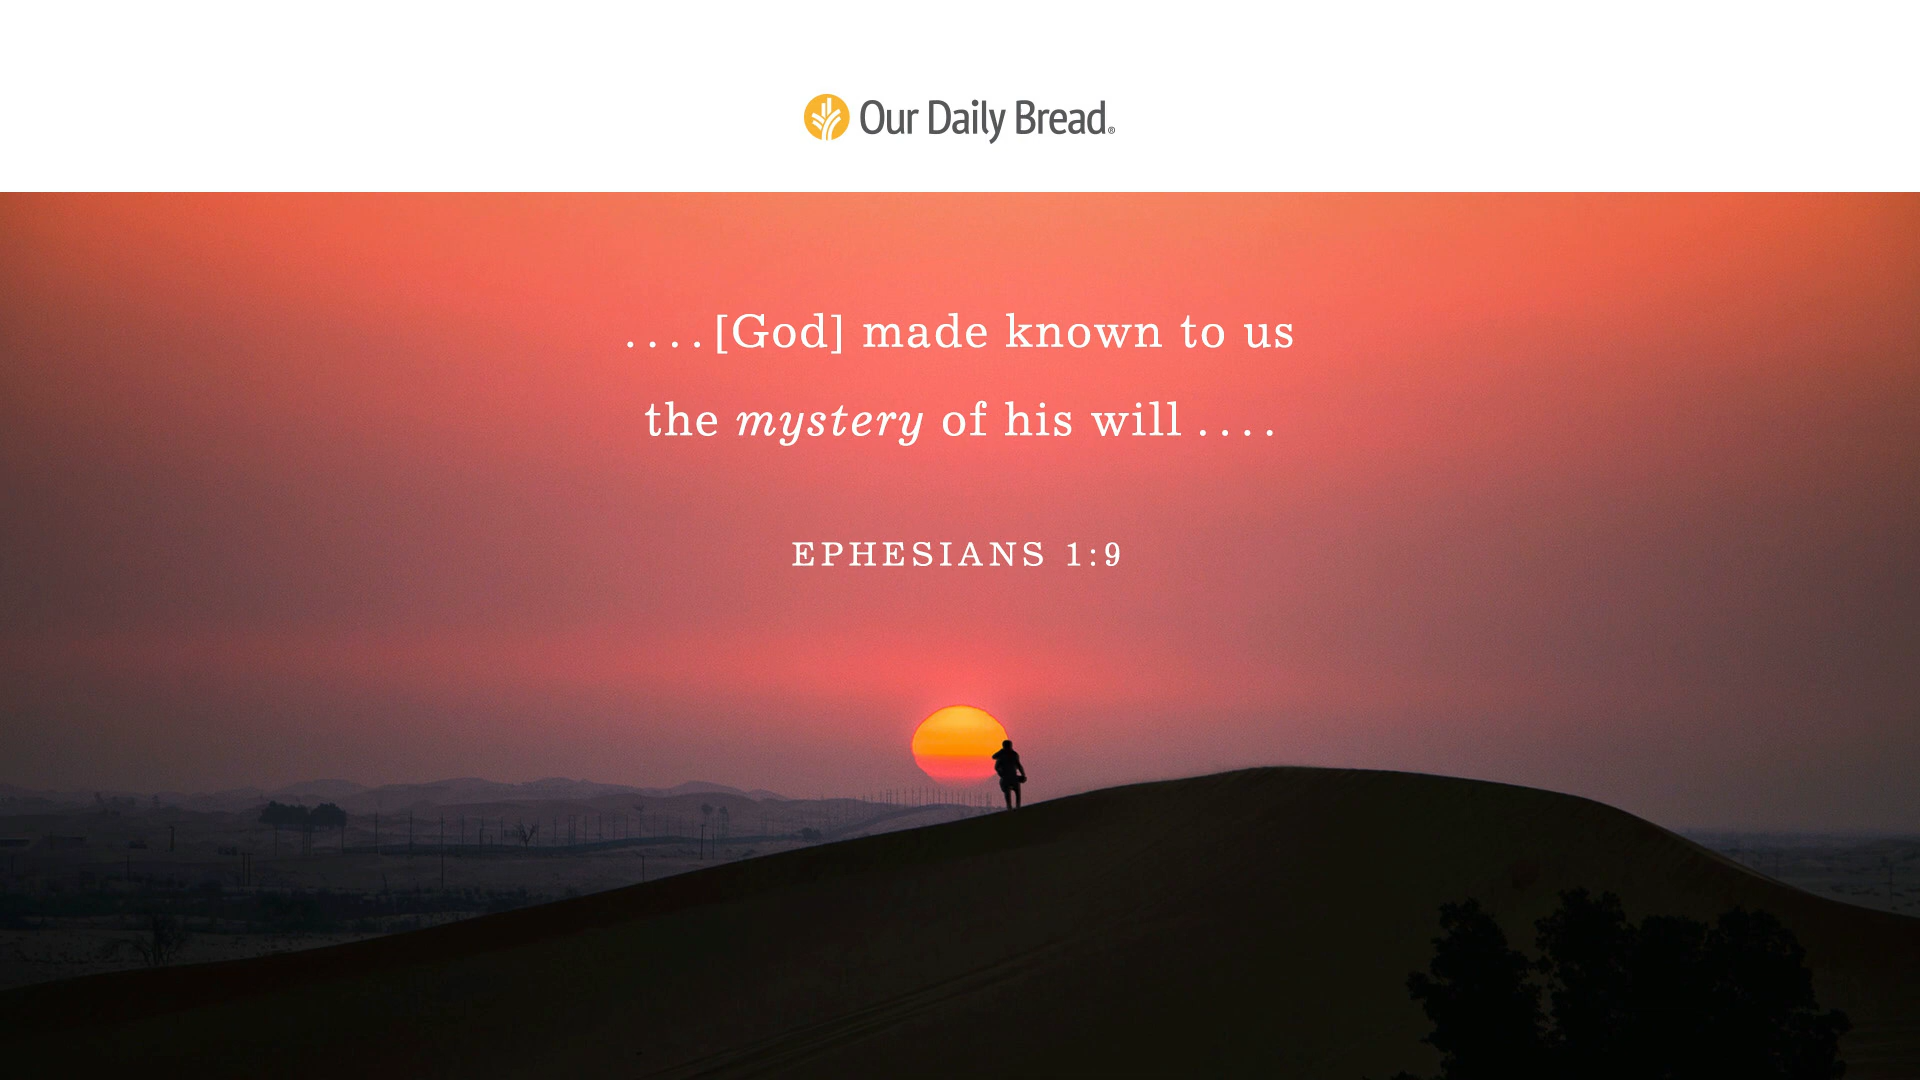 Our Daily Bread®
. . . . [God] made known to us
the mystery of his will . . . .
EPHESIANS 1:9